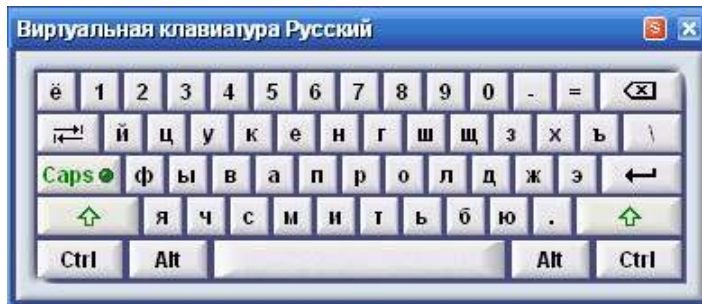 Виртуальная клавиатура Русский S
ё 1 2 3 4 5 6 7 8 9 0 - =
й ц у к е н г ш щ з х ъ \
Caps ф ы в а п р о л д ж э
я ч с м и т ь б ю .
Ctrl Alt Alt Ctrl